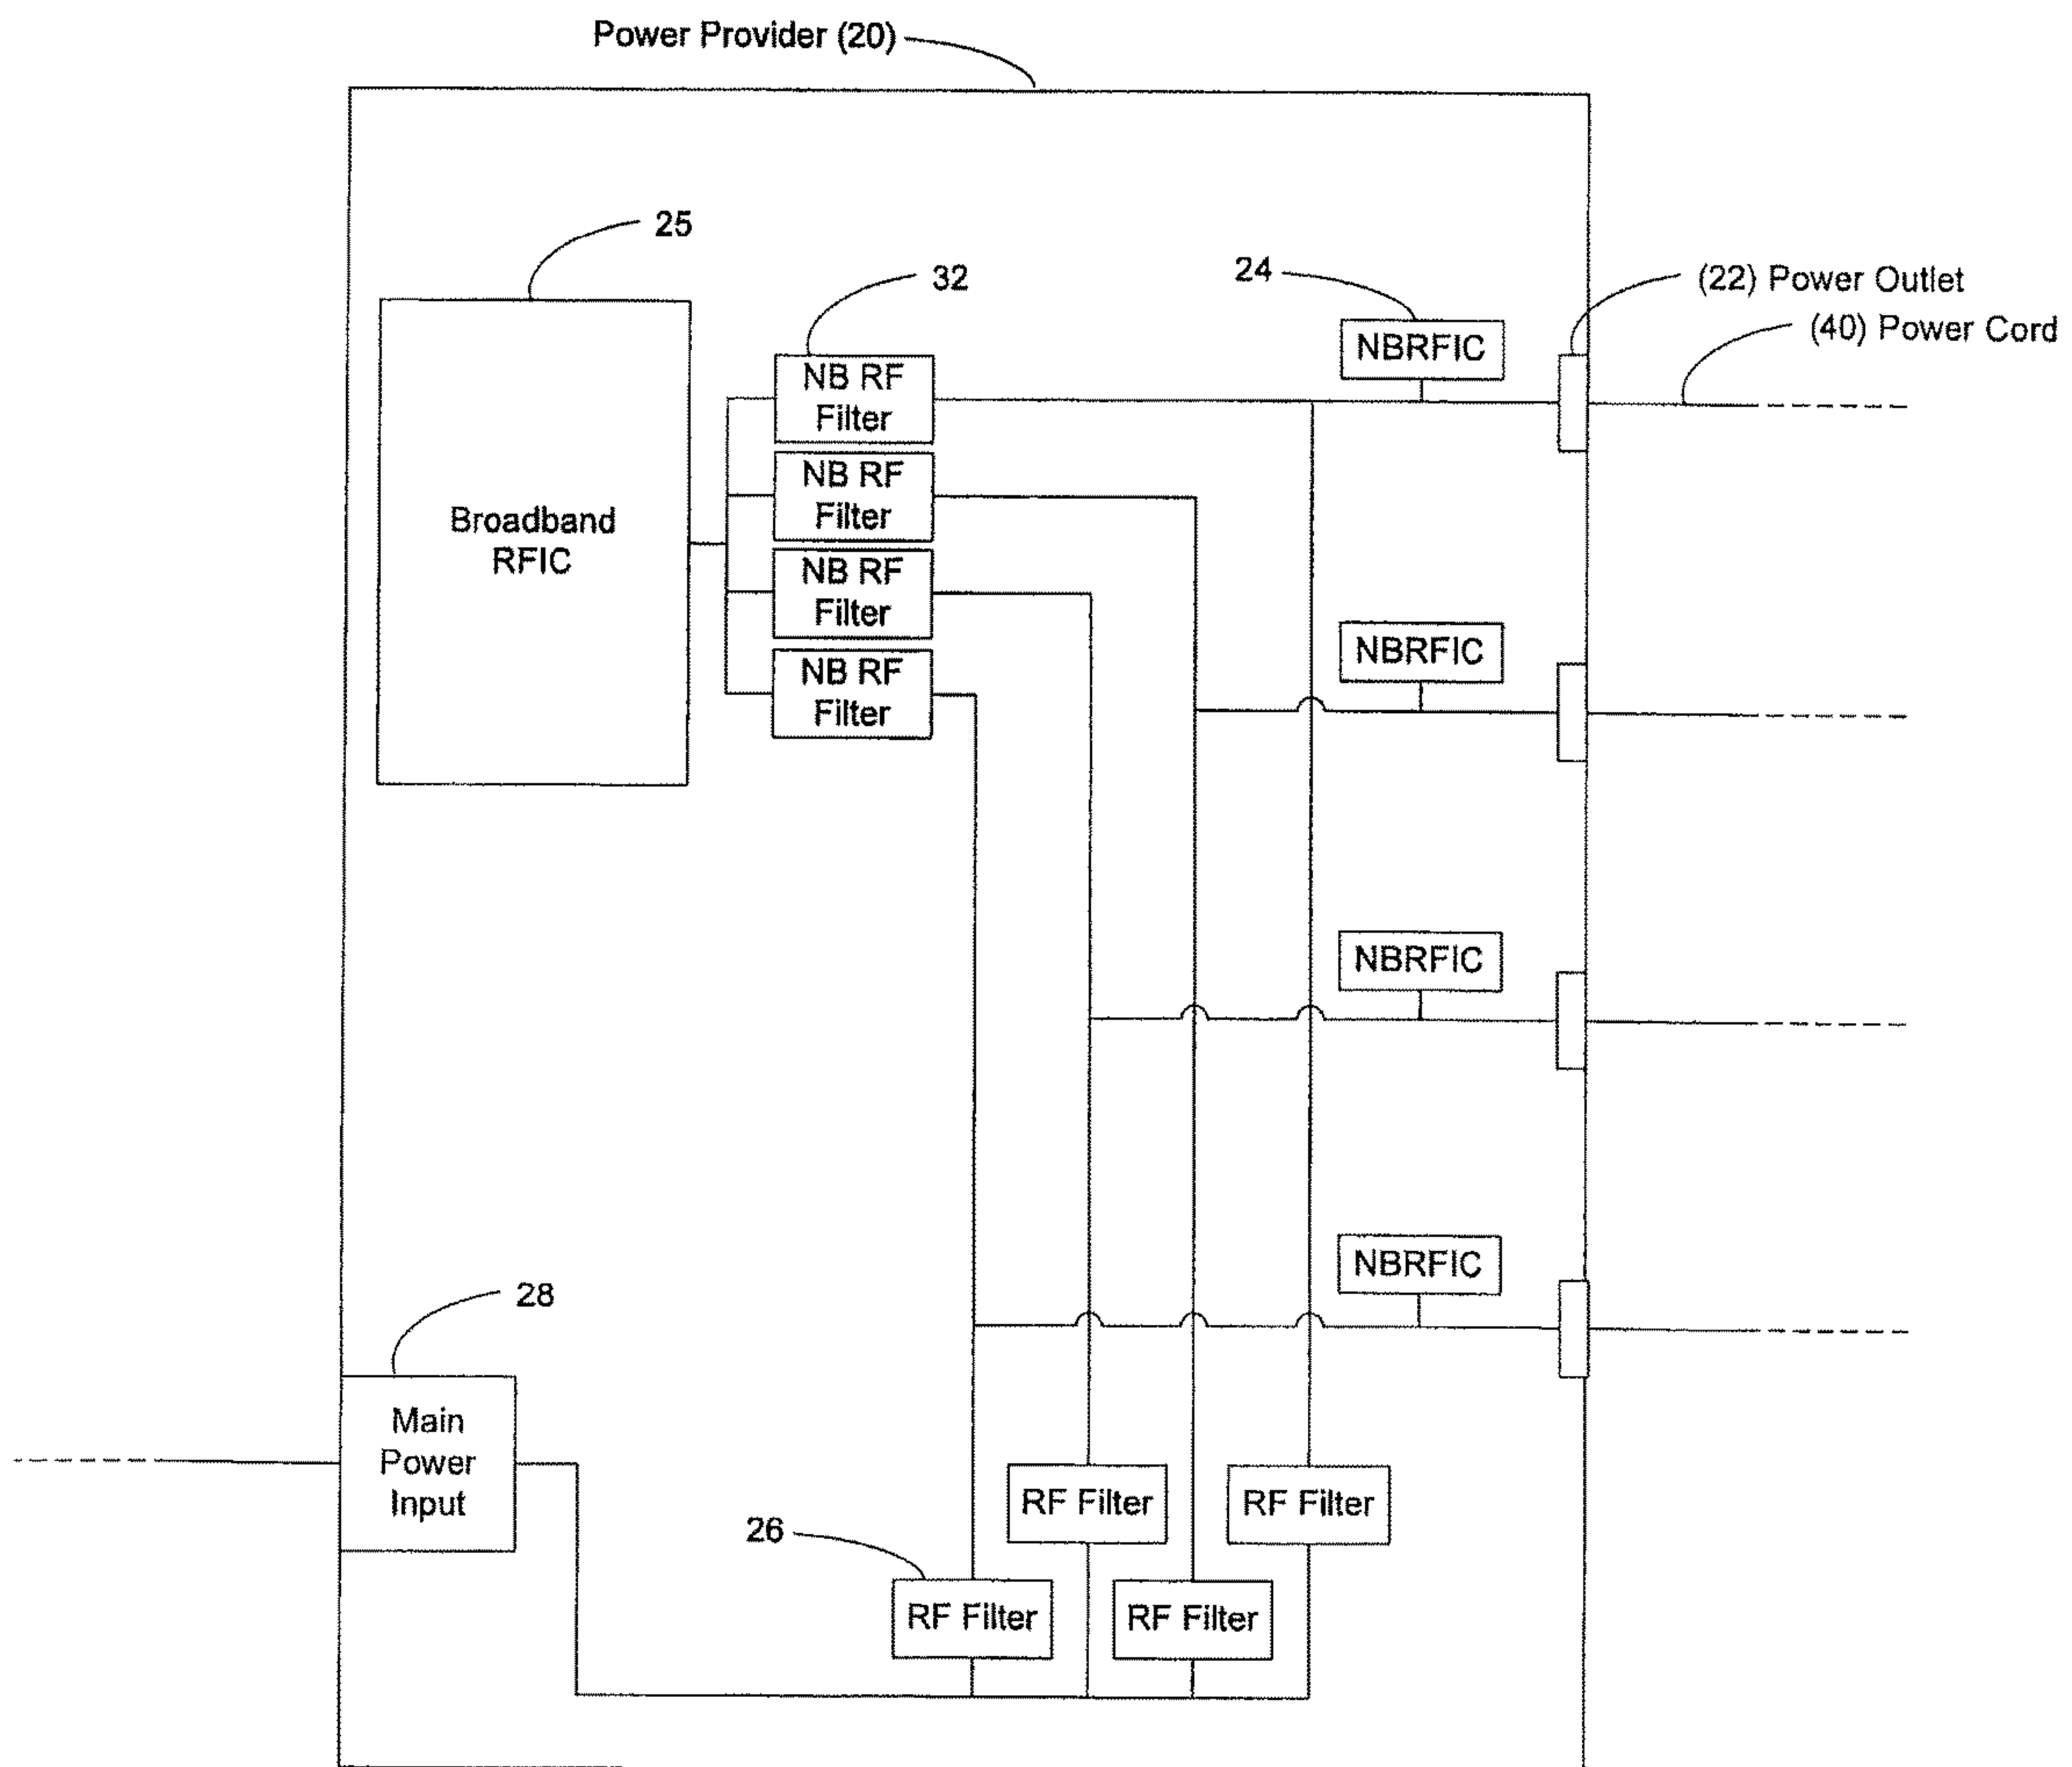 Power Provider (20)
25
32
24
(22) Power Outlet
(40) Power Cord
NBRFIC
NB RF
Filter
NB RF
Filter
Broadband
RFIC
NB RF
Filter
NB RF
Filter
NBRFIC
NBRFIC
NBRFIC
28
Main
Power
Input
RF Filter
RF Filter
26
RF Filter
RF Filter